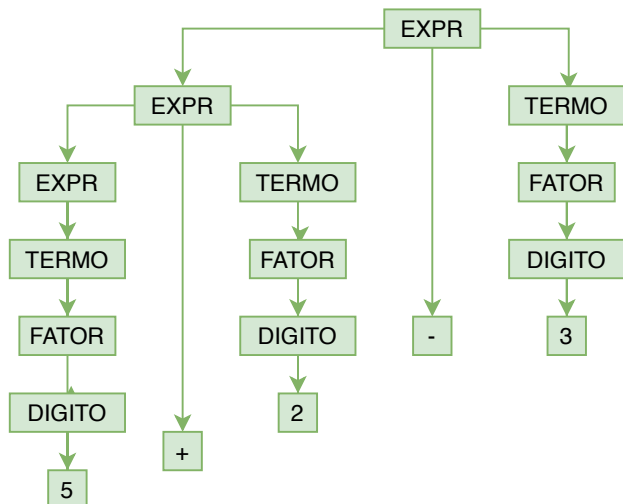 EXPR
EXPR
TERMO
EXPR
TERMO
FATOR
TERMO
FATOR
DIGITO
FATOR
DIGITO
-
3
DIGITO
2
+
5